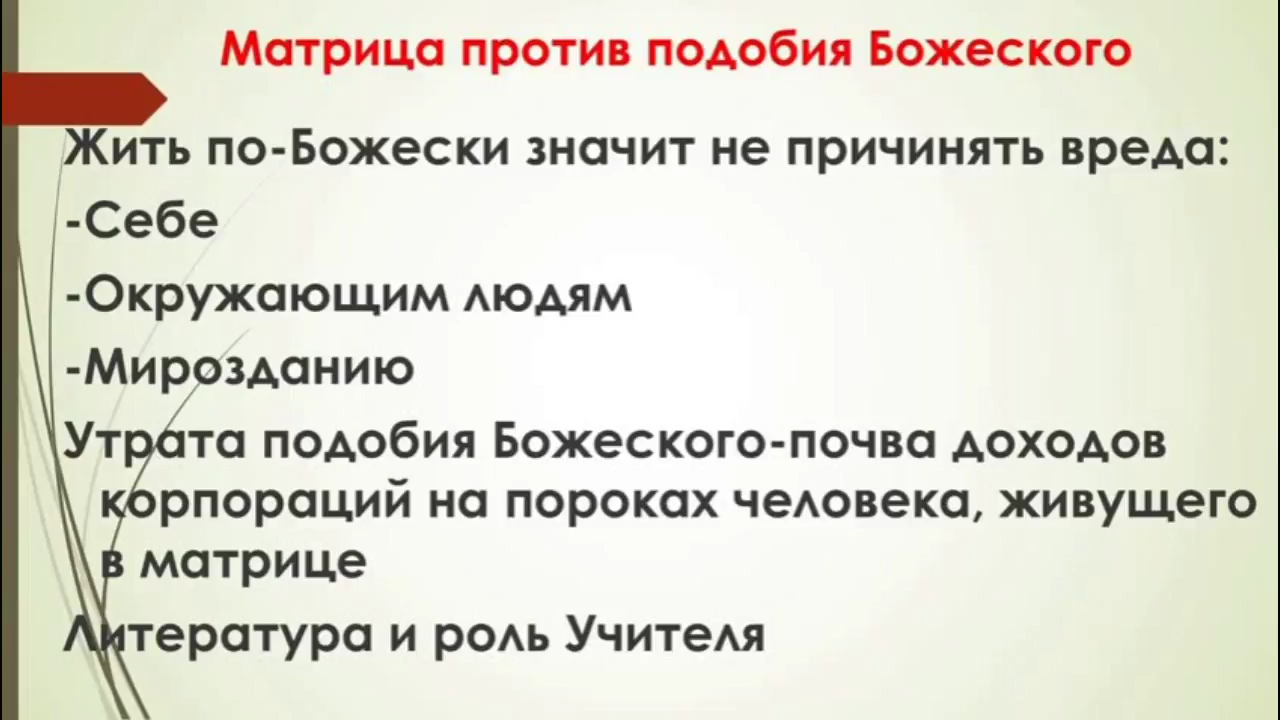 Матрица против подобия Божеского
Жить по-Божески значит не причинять вреда:
-Себе
-Окружающим людям
-Мирозданию
Утрата подобия Божеского-почва доходов
корпораций на пороках человека, живущего
в матрице
Литература и роль Учителя